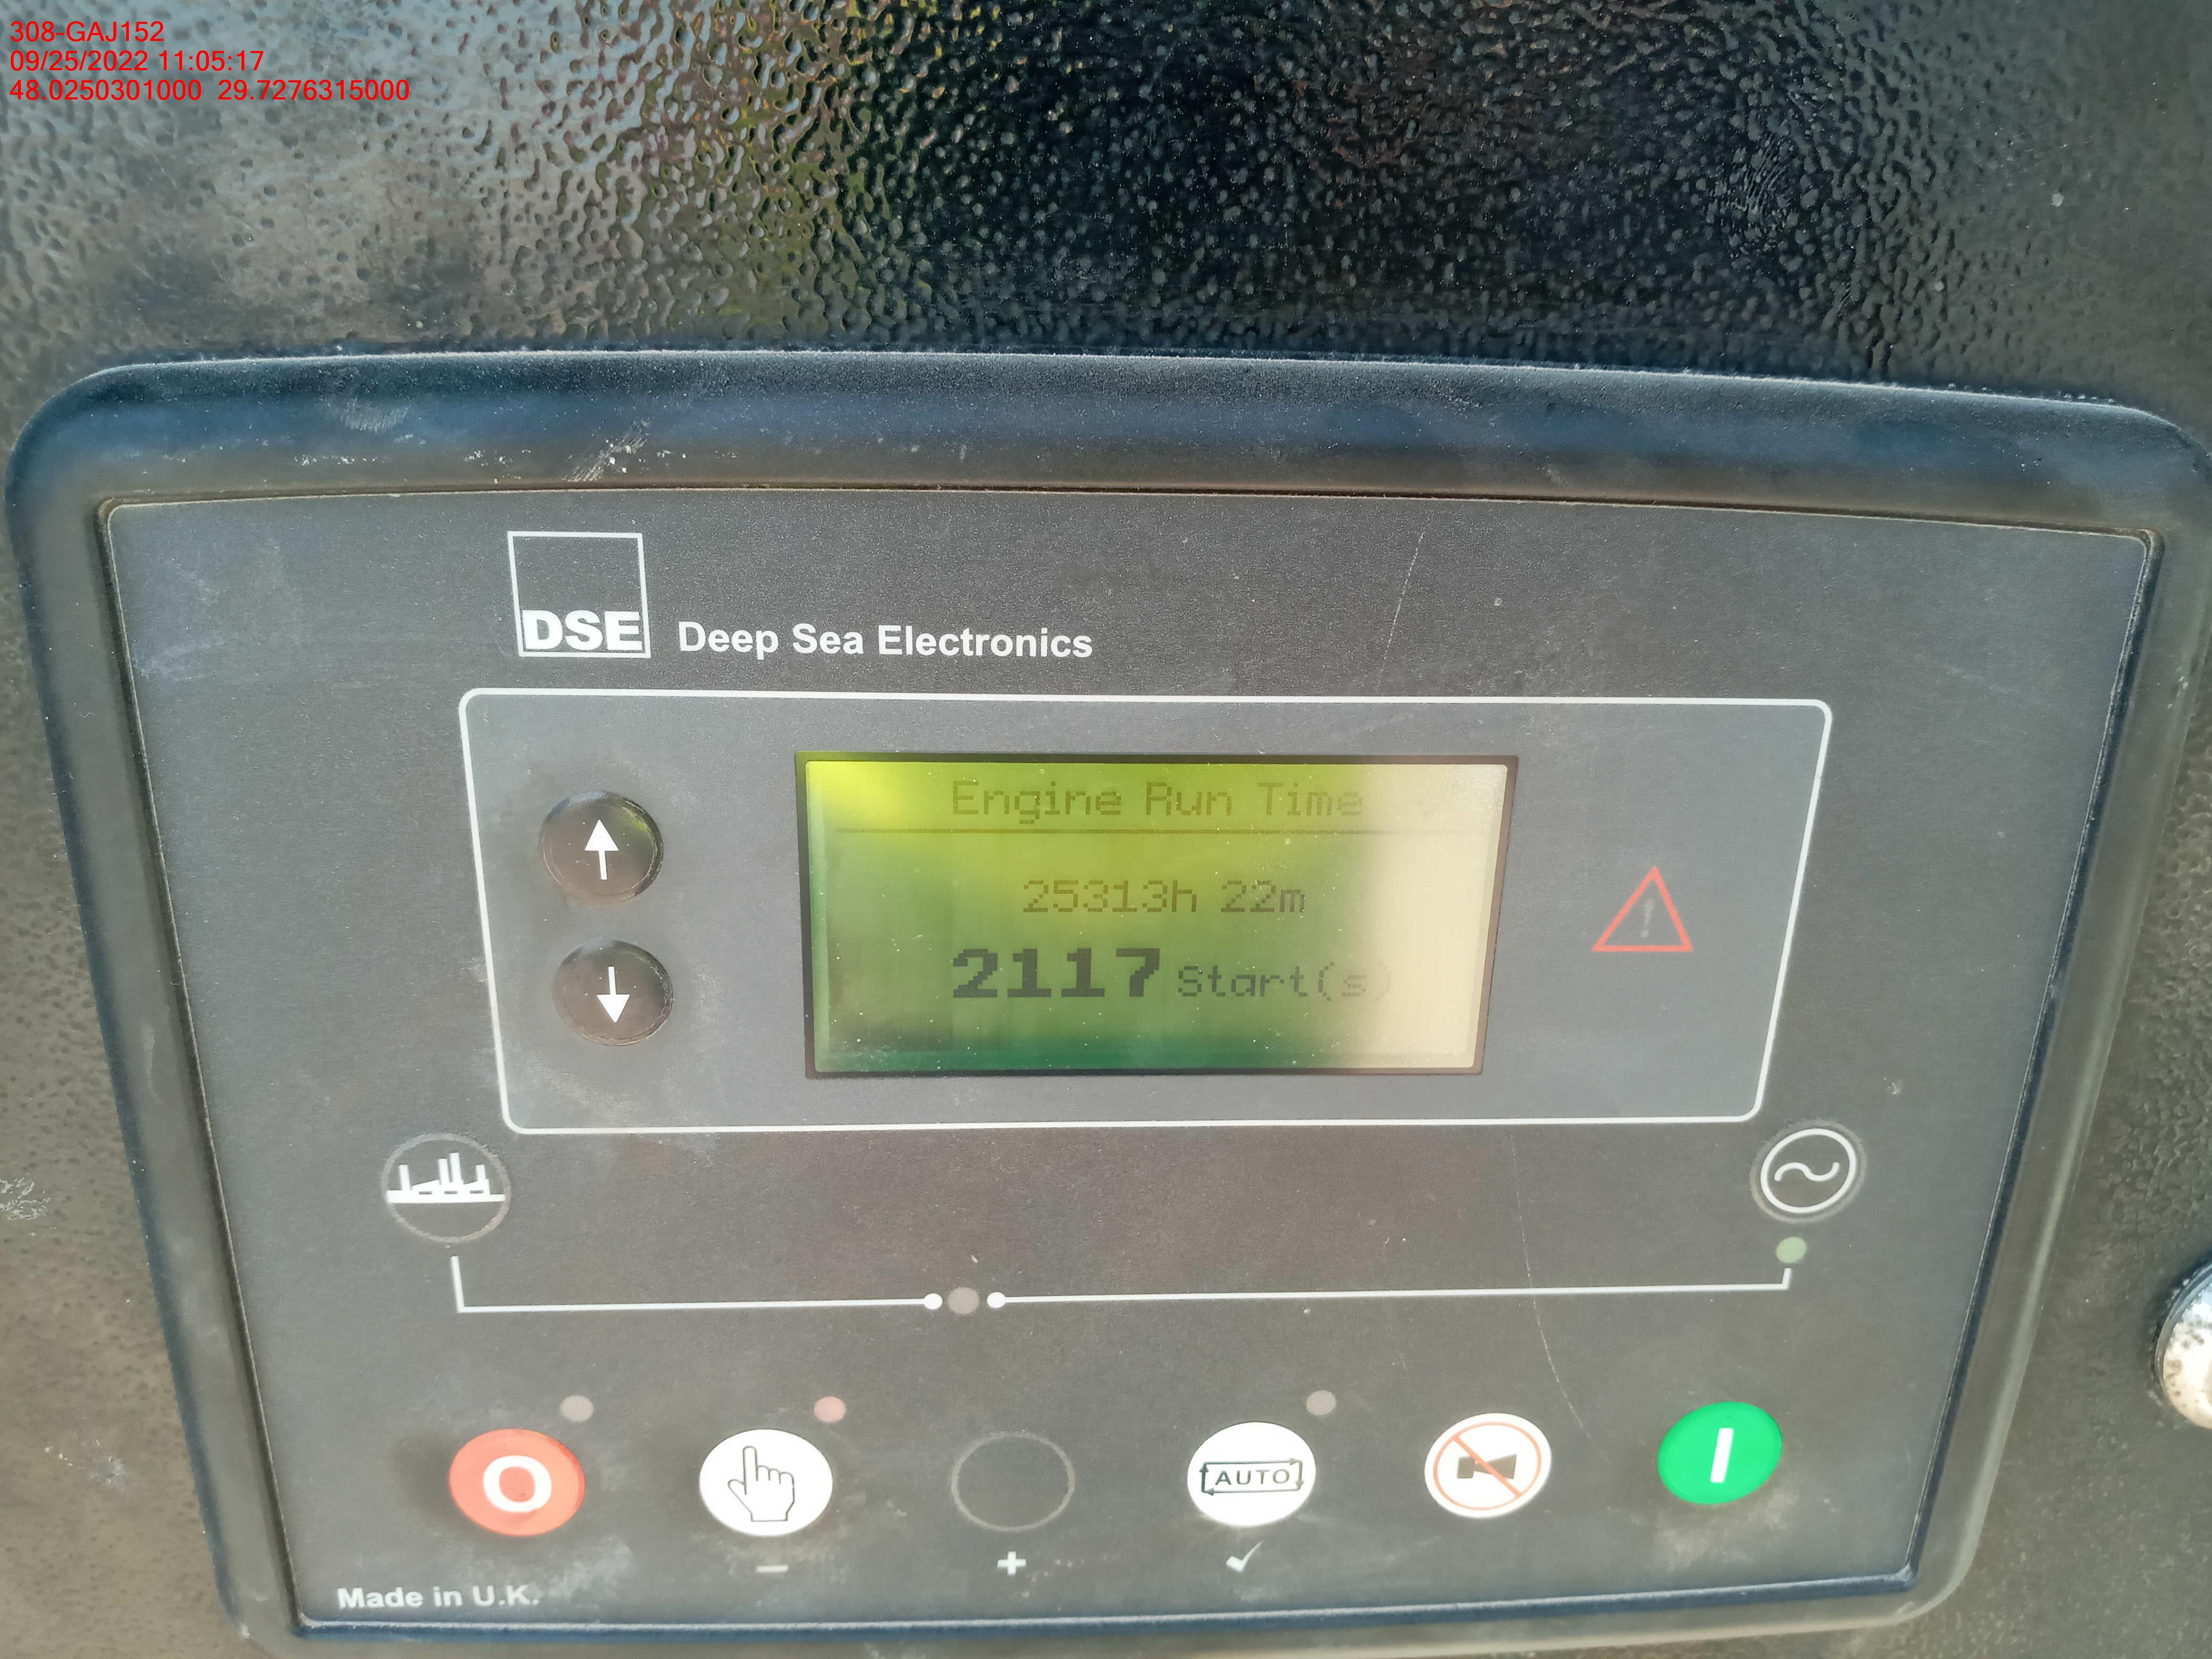 308-GAJ152
09/25/2022 11:05:17
48.0250301000 29.7276315000
DSE Deep Sea Electronics
Engine Run Time
25313h 22m
2117 Start(s)
O
AUTO
I
- +
Made in U.K.